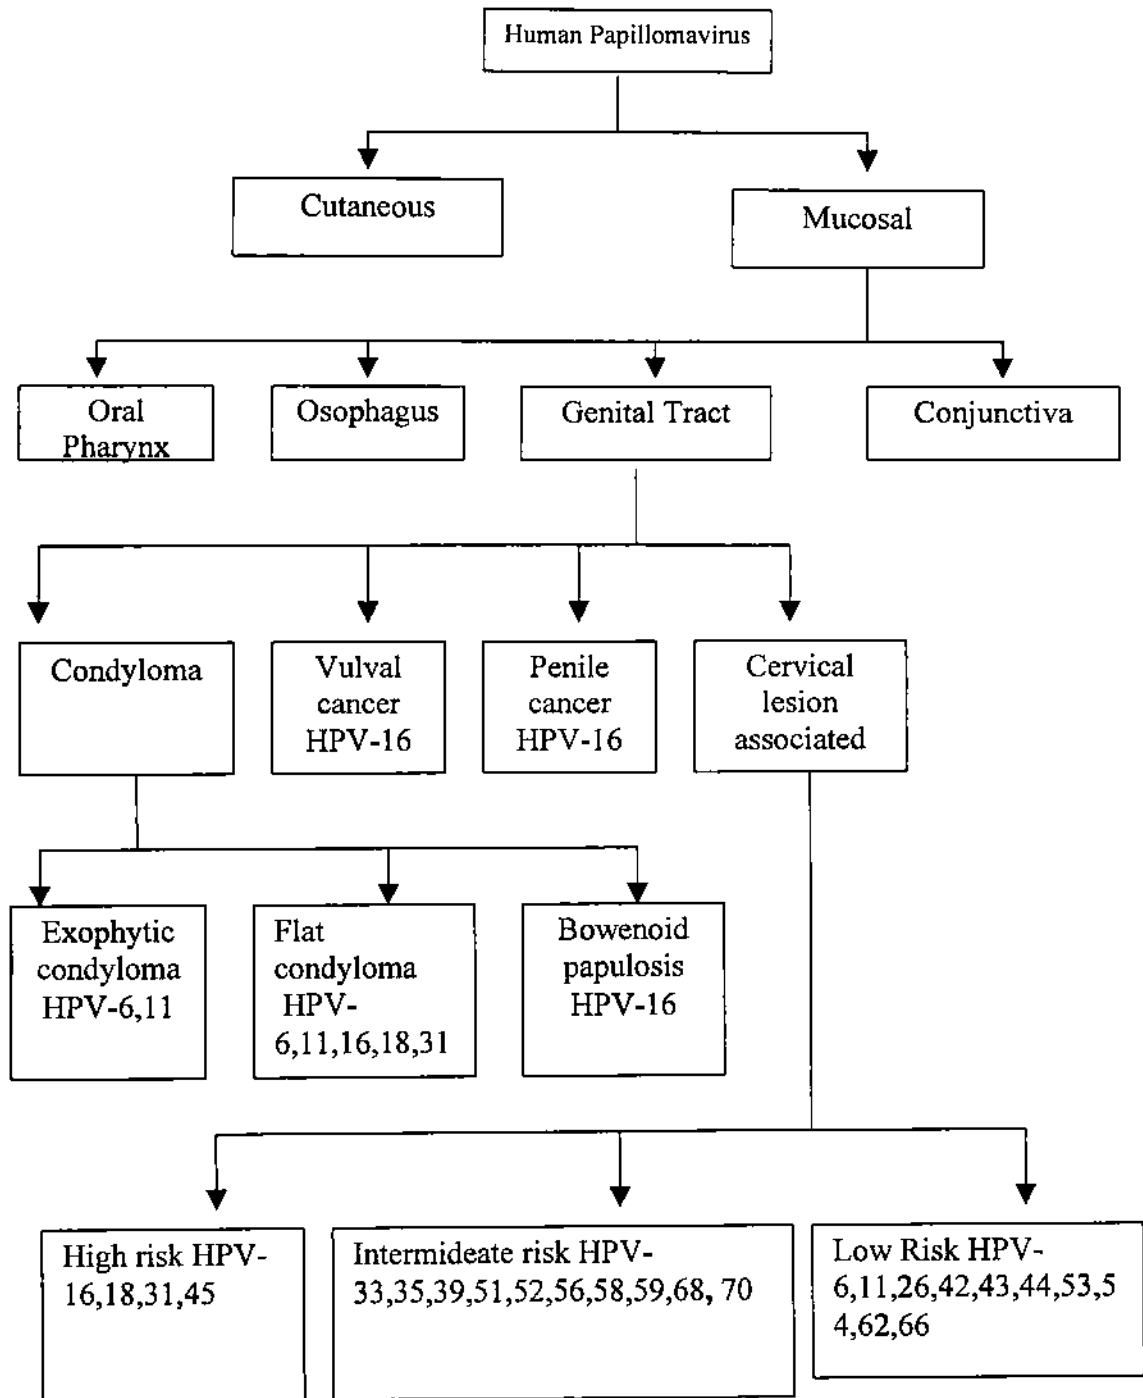 Human Papillomavirus
Cutaneous
Mucosal
Oral
Pharynx
Osophagus
Genital Tract
Conjunctiva
Condyloma
Vulval
cancer
HPV-16
Penile
cancer
HPV-16
Cervical
lesion
associated
Exophytic
condyloma
HPV-6,11
Flat
condyloma
HPV-
6,11,16,18,31
Bowenoid
papulosis
HPV-16
High risk HPV-
16,18,31,45
Intermideate risk HPV-
33,35,39,51,52,56,58,59,68, 70
Low Risk HPV-
6,11,26,42,43,44,53,5
4,62,66